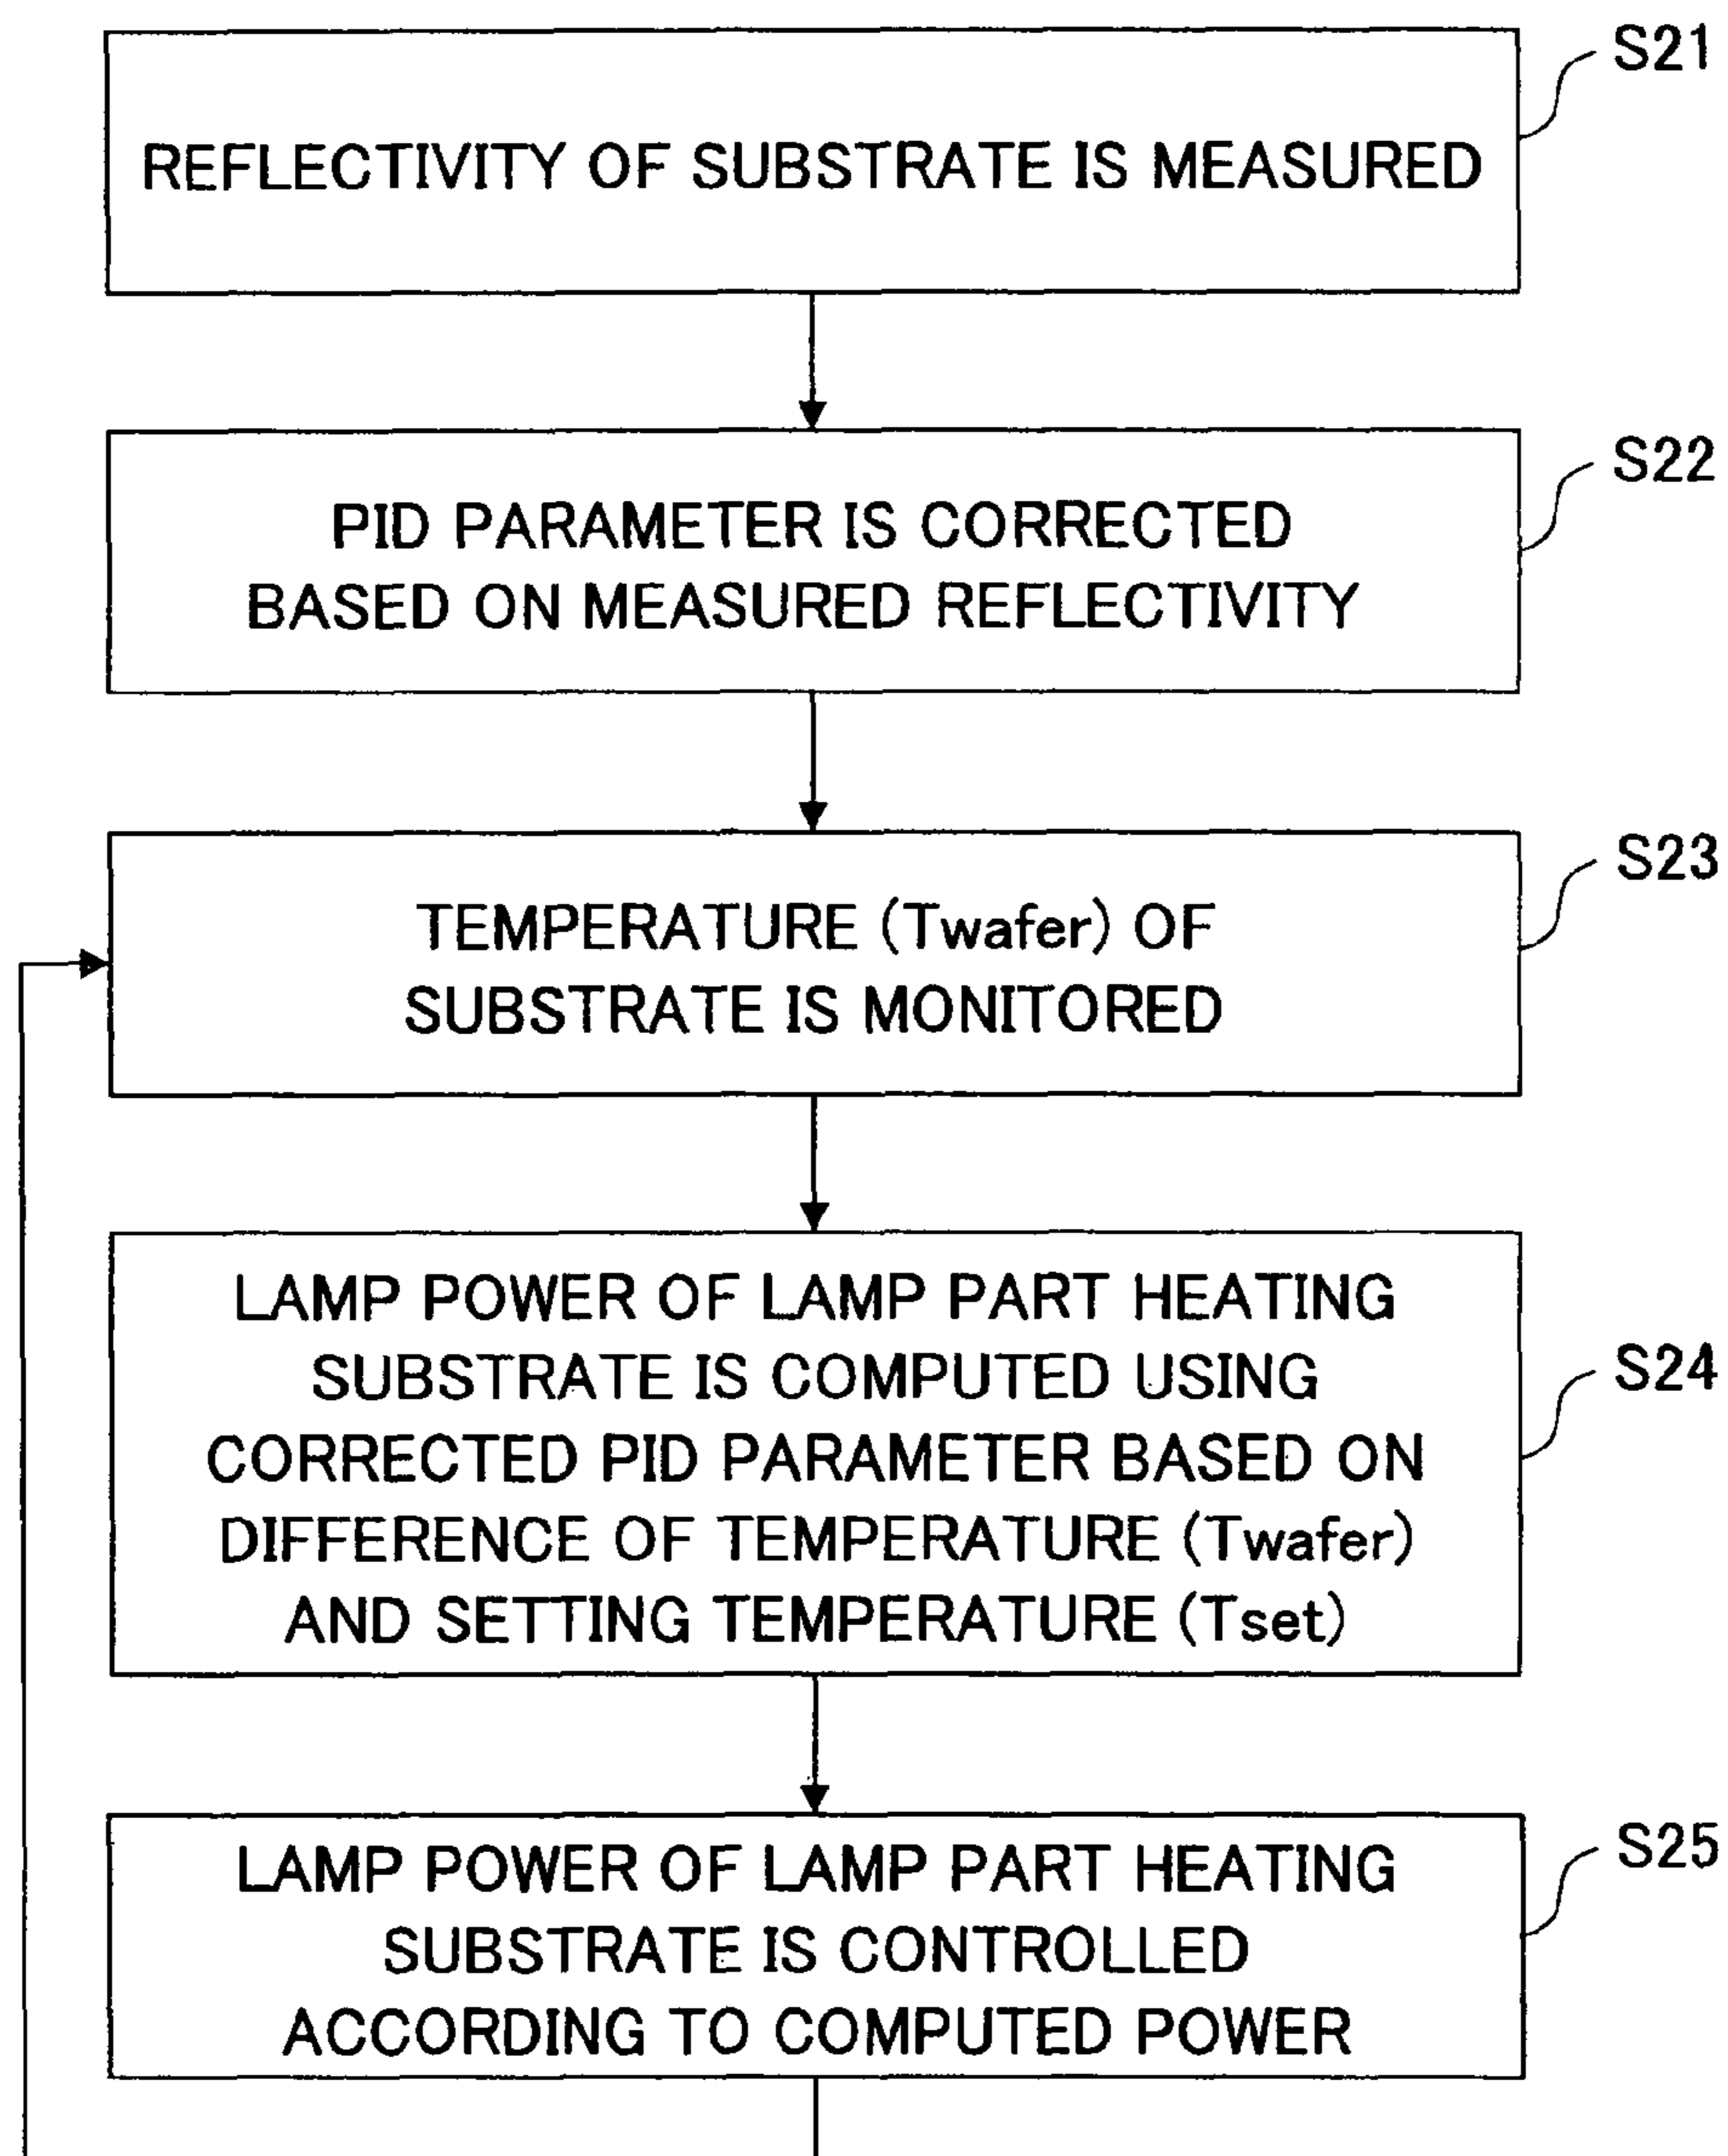 S21
REFLECTIVITY OF SUBSTRATE IS MEASURED
S22
PID PARAMETER IS CORRECTED
BASED ON MEASURED REFLECTIVITY
S23
TEMPERATURE (Twafer) OF
SUBSTRATE IS MONITORED
S24
LAMP POWER OF LAMP PART HEATING
SUBSTRATE IS COMPUTED USING
CORRECTED PID PARAMETER BASED ON
DIFFERENCE OF TEMPERATURE (Twafer)
AND SETTING TEMPERATURE (Tset)
S25
LAMP POWER OF LAMP PART HEATING
SUBSTRATE IS CONTROLLED
ACCORDING TO COMPUTED POWER